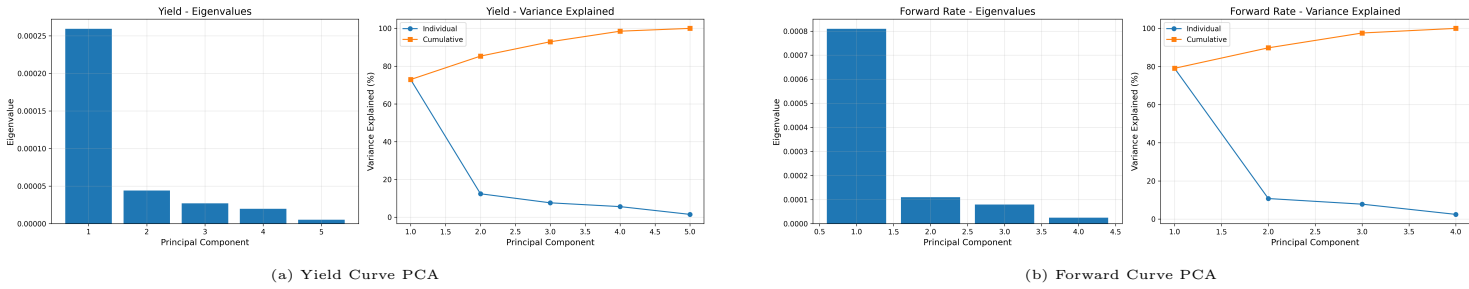 Yield - Eigenvalues
Eigenvalue
0.00025
0.00020
0.00015
0.00010
0.00005
0.00000
1 2 3 4 5
Principal Component
Yield - Variance Explained
Individual
Cumulative
Variance Explained (%)
100
80
60
40
20
0
1.0 1.5 2.0 2.5 3.0 3.5 4.0 4.5 5.0
Principal Component
(a) Yield Curve PCA
Forward Rate - Eigenvalues
Eigenvalue
0.0008
0.0007
0.0006
0.0005
0.0004
0.0003
0.0002
0.0001
0.0000
0.5 1.0 1.5 2.0 2.5 3.0 3.5 4.0 4.5
Principal Component
Forward Rate - Variance Explained
Individual
Cumulative
Variance Explained (%)
100
80
60
40
20
0
1.0 1.5 2.0 2.5 3.0 3.5 4.0
Principal Component
(b) Forward Curve PCA